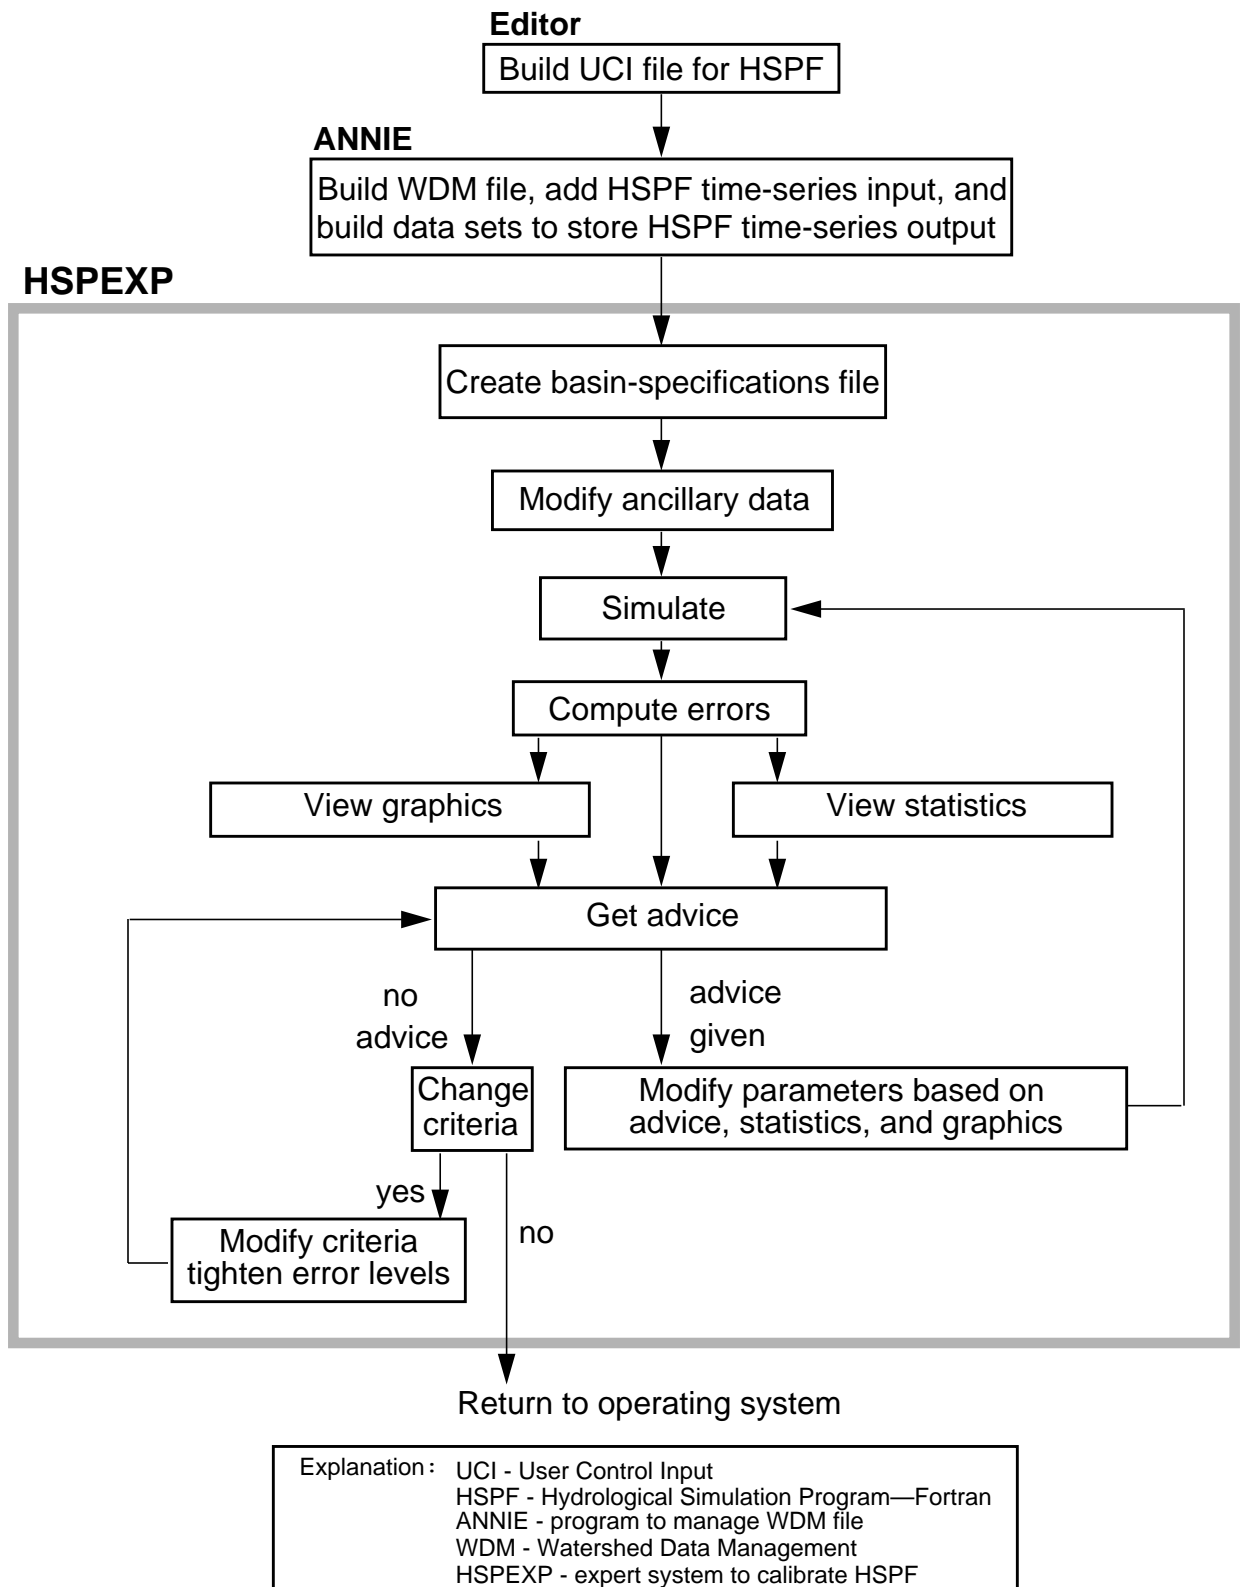 Editor
Build UCI file for HSPF
ANNIE
Build WDM file, add HSPF time-series input, and
build data sets to store HSPF time-series output
HSPEXP
Create basin-specifications file
Modify ancillary data
Simulate
Compute errors
View graphics
View statistics
Get advice
no
advice
advice
given
Change
criteria
Modify parameters based on
advice, statistics, and graphics
yes
no
Modify criteria
tighten error levels
Return to operating system
Explanation: UCI - User Control Input
HSPF - Hydrological Simulation Program—Fortran
ANNIE - program to manage WDM file
WDM - Watershed Data Management
HSPEXP - expert system to calibrate HSPF